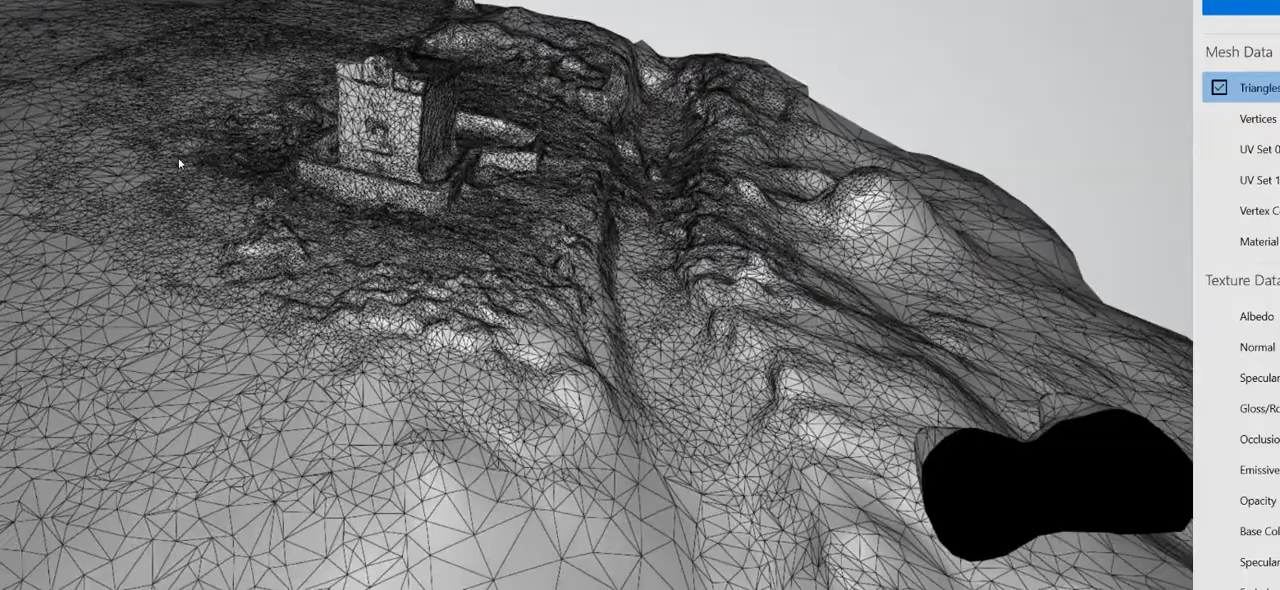 Mesh Data
Triangles
Vertices
UV Set 0
UV Set 1
Vertex C
Material
Texture Data
Albedo
Normal
Specular
Gloss/Ro
Occlusio
Emissive
Opacity
Base Col
Specular